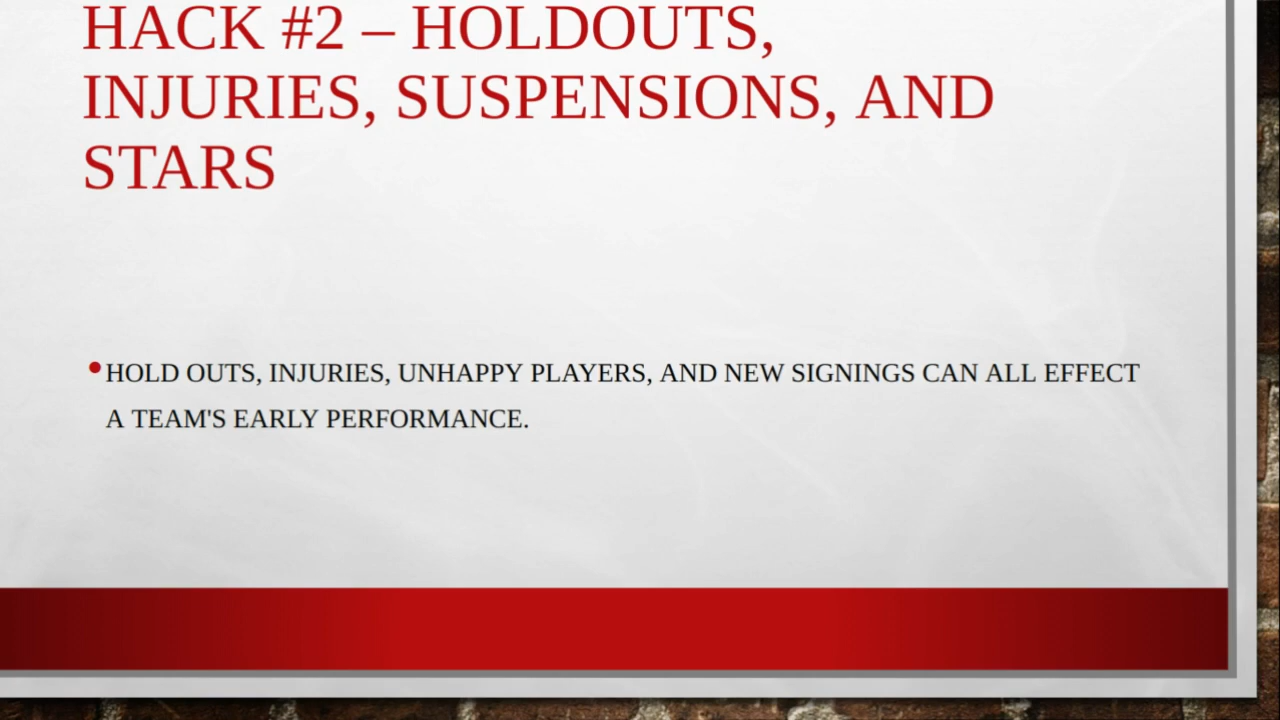 HACK #2 – HOLDOUTS,
INJURIES, SUSPENSIONS, AND
STARS
•HOLD OUTS, INJURIES, UNHAPPY PLAYERS, AND NEW SIGNINGS CAN ALL EFFECT
A TEAM'S EARLY PERFORMANCE.